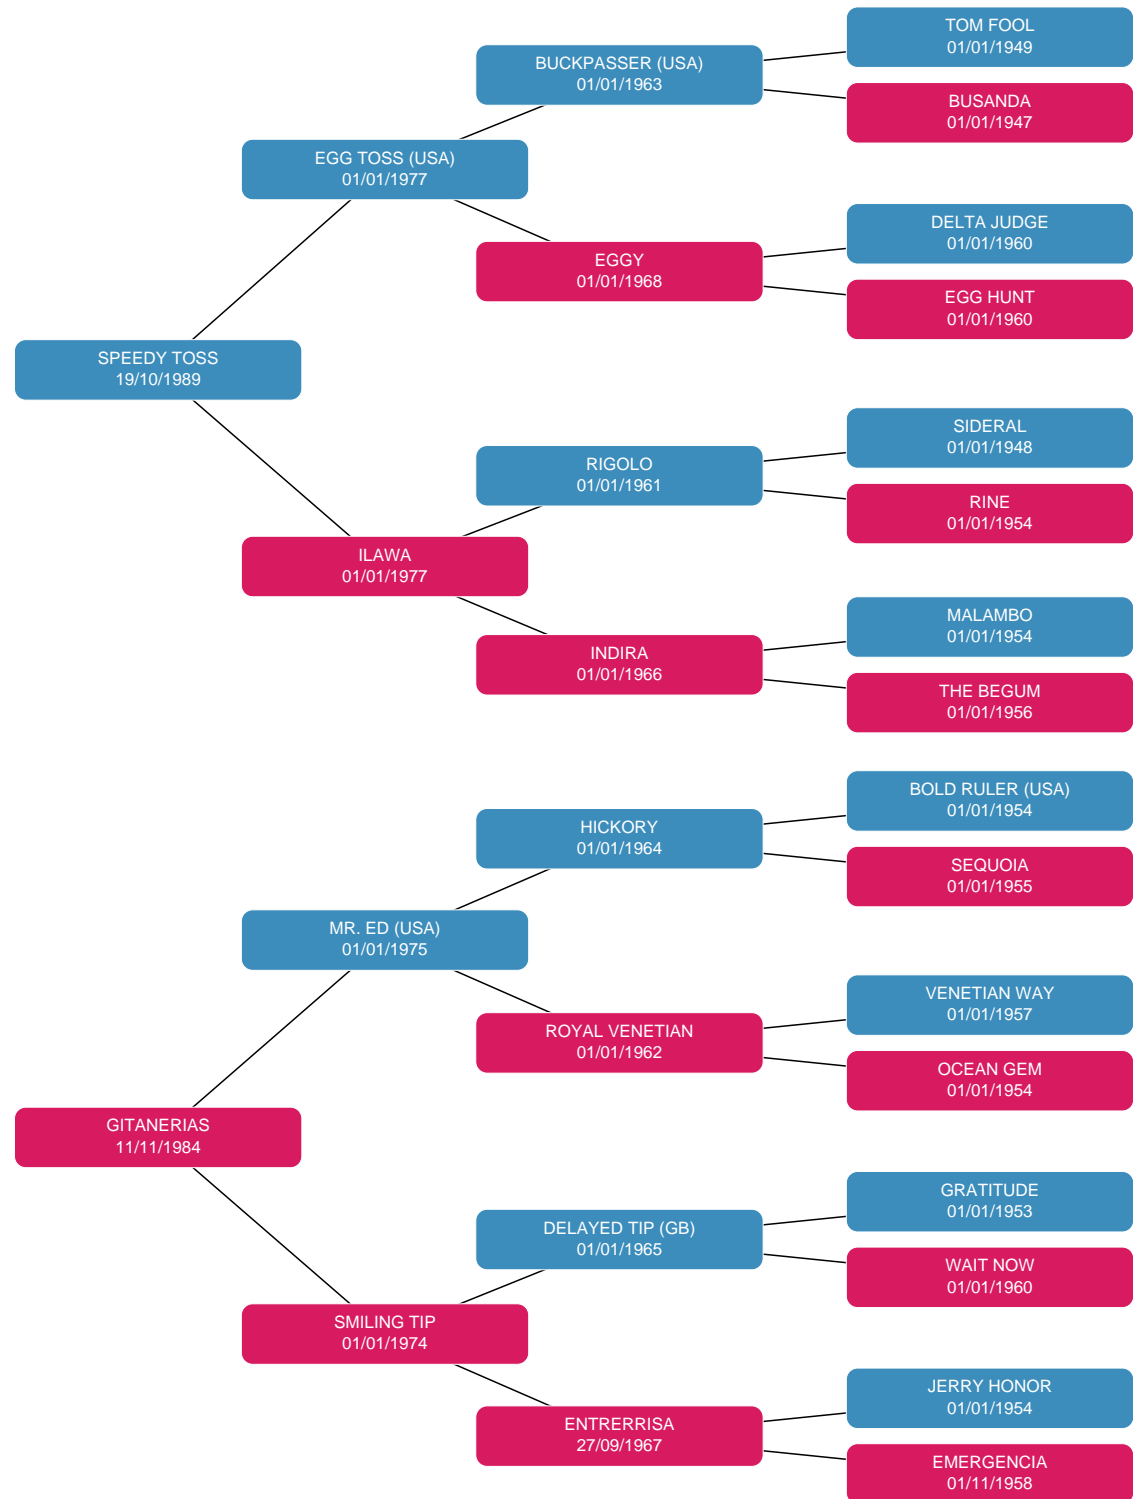 TOM FOOL
01/01/1949
BUCKPASSER (USA)
01/01/1963
BUSANDA
01/01/1947
EGG TOSS (USA)
01/01/1977
DELTA JUDGE
01/01/1960
EGGY
01/01/1968
EGG HUNT
01/01/1960
SPEEDY TOSS
19/10/1989
SIDERAL
01/01/1948
RIGOLO
01/01/1961
RINE
01/01/1954
ILAWA
01/01/1977
MALAMBO
01/01/1954
INDIRA
01/01/1966
THE BEGUM
01/01/1956
BOLD RULER (USA)
01/01/1954
HICKORY
01/01/1964
SEQUOIA
01/01/1955
MR. ED (USA)
01/01/1975
VENETIAN WAY
01/01/1957
ROYAL VENETIAN
01/01/1962
OCEAN GEM
01/01/1954
GITANERIAS
11/11/1984
GRATITUDE
01/01/1953
DELAYED TIP (GB)
01/01/1965
WAIT NOW
01/01/1960
SMILING TIP
01/01/1974
JERRY HONOR
01/01/1954
ENTRERRISA
27/09/1967
EMERGENCIA
01/11/1958